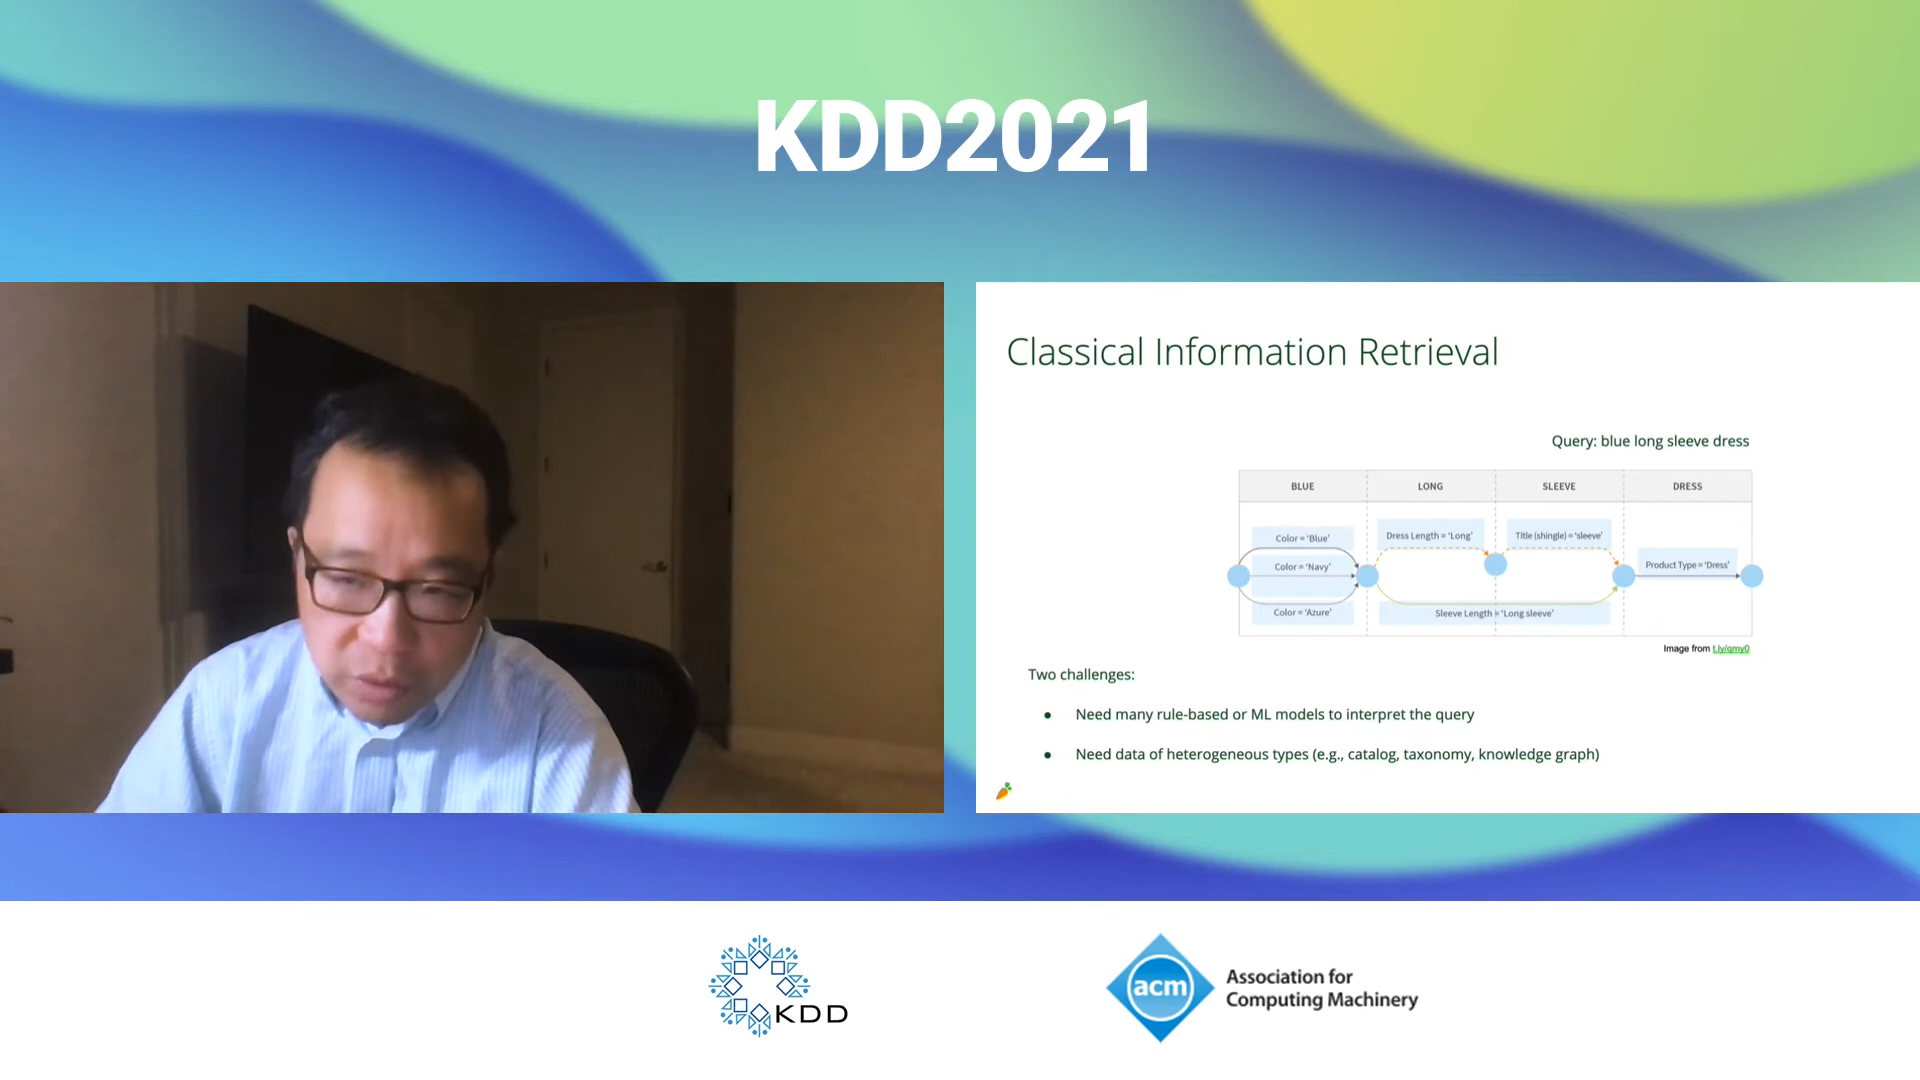 KDD2021
Classical Information Retrieval
Query: blue long sleeve dress
BLUE LONG SLEEVE DRESS
Color = 'Blue'
Dress Length = 'Long'
Title (shingle) = 'sleeve'
Color = 'Navy'
Product Type = 'Dress'
Color = 'Azure'
Sleeve Length = 'Long sleeve'
Image from t.ly/qmy0
Two challenges:
● Need many rule-based or ML models to interpret the query
● Need data of heterogeneous types (e.g., catalog, taxonomy, knowledge graph)
KDD
acm
Association for
Computing Machinery